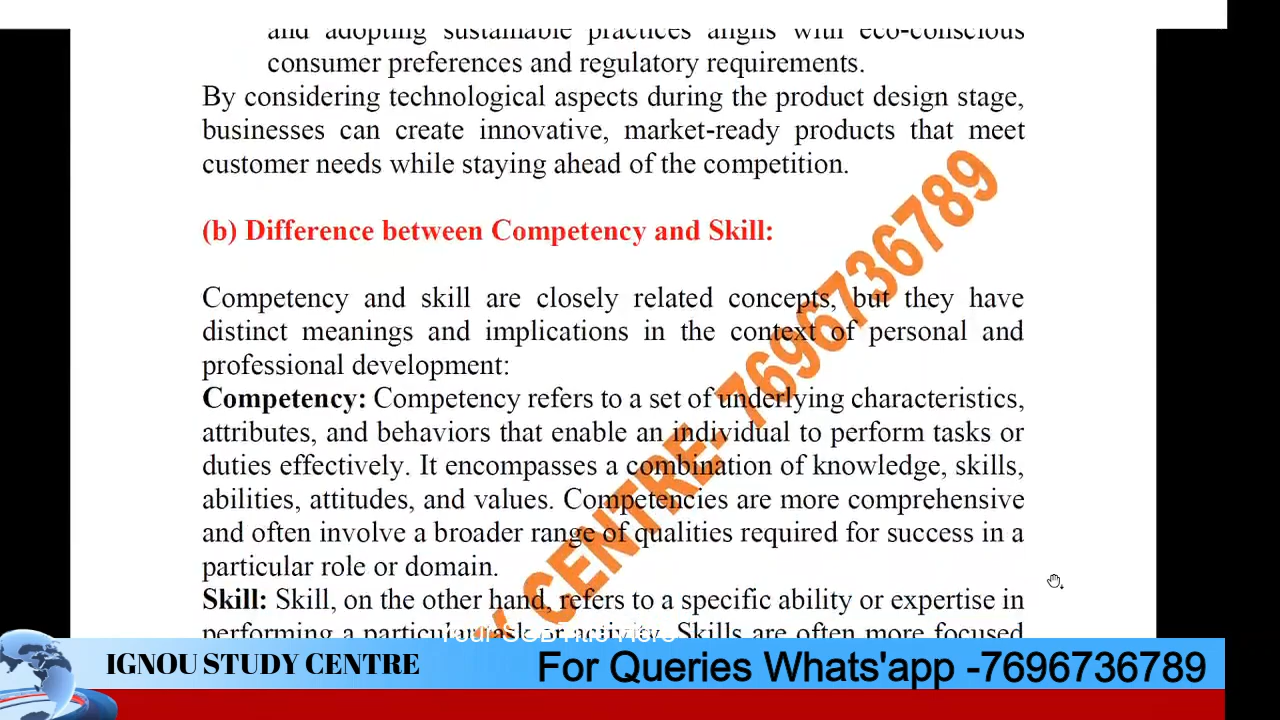 and adopting sustainable practices aligns with eco-conscious
consumer preferences and regulatory requirements.
By considering technological aspects during the product design stage,
businesses can create innovative, market-ready products that meet
customer needs while staying ahead of the competition.
(b) Difference between Competency and Skill:
Competency and skill are closely related concepts, but they have
distinct meanings and implications in the context of personal and
professional development:
Competency: Competency refers to a set of underlying characteristics,
attributes, and behaviors that enable an individual to perform tasks or
duties effectively. It encompasses a combination of knowledge, skills,
abilities, attitudes, and values. Competencies are more comprehensive
and often involve a broader range of qualities required for success in a
particular role or domain.
Skill: Skill, on the other hand, refers to a specific ability or expertise in
performing a particular task or activity. Skills are often more focused
CENTRE- 7696736789
Your SUBTitle Here
IGNOU STUDY CENTRE
For Queries Whats'app -7696736789